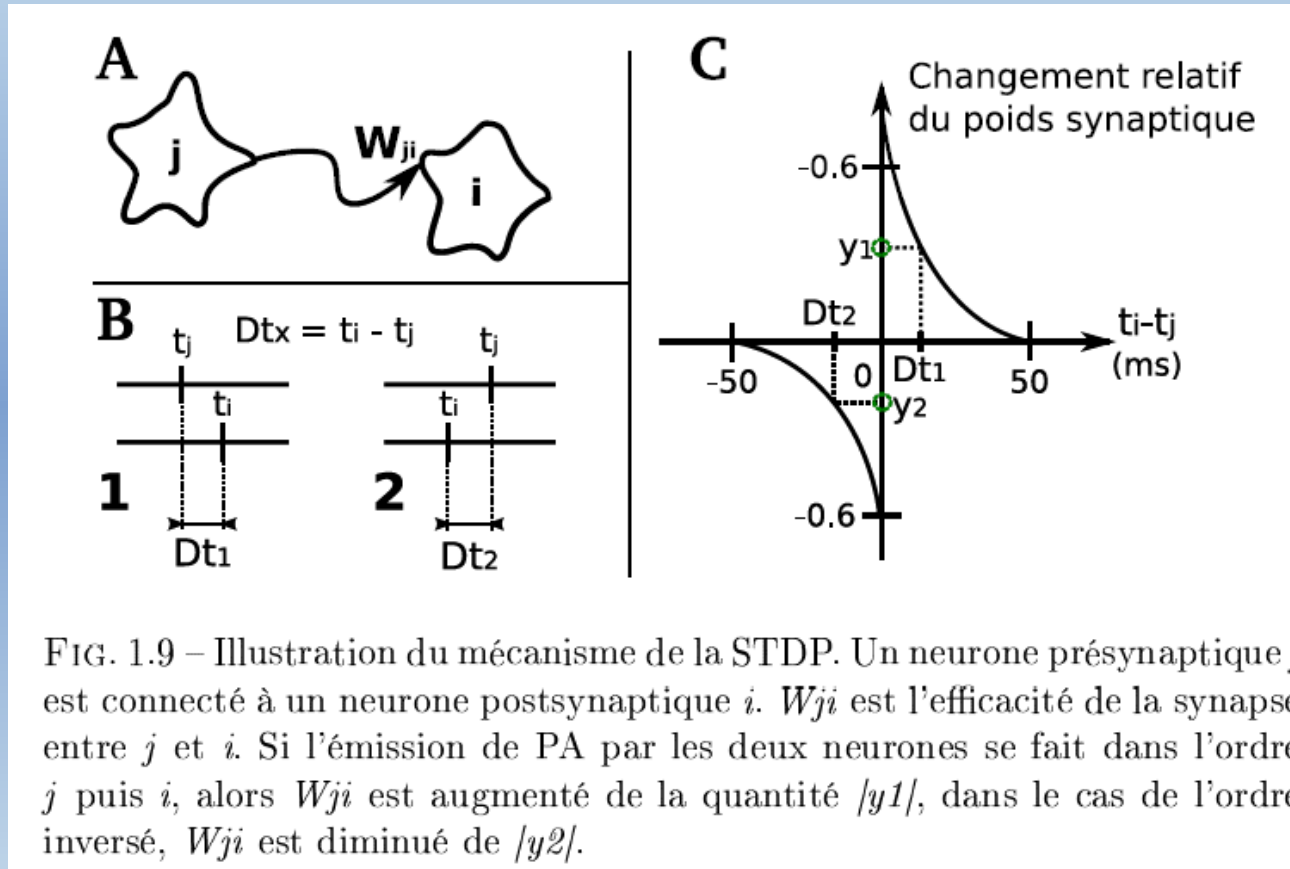 A
j
Wji
i
B
Dtx = ti - tj
tj
ti
1
Dt1
tj
ti
2
Dt2
C
Changement relatif
du poids synaptique
-0.6
y1
Dt2
ti-tj
(ms)
-50
0
Dt1
50
y2
-0.6
FIG. 1.9 – Illustration du mécanisme de la STDP. Un neurone présynaptique j
est connecté à un neurone postsynaptique i. Wji est l'efficacité de la synapse
entre j et i. Si l'émission de PA par les deux neurones se fait dans l'ordre
j puis i, alors Wji est augmenté de la quantité |y1|, dans le cas de l'ordre
inversé, Wji est diminué de |y2|.